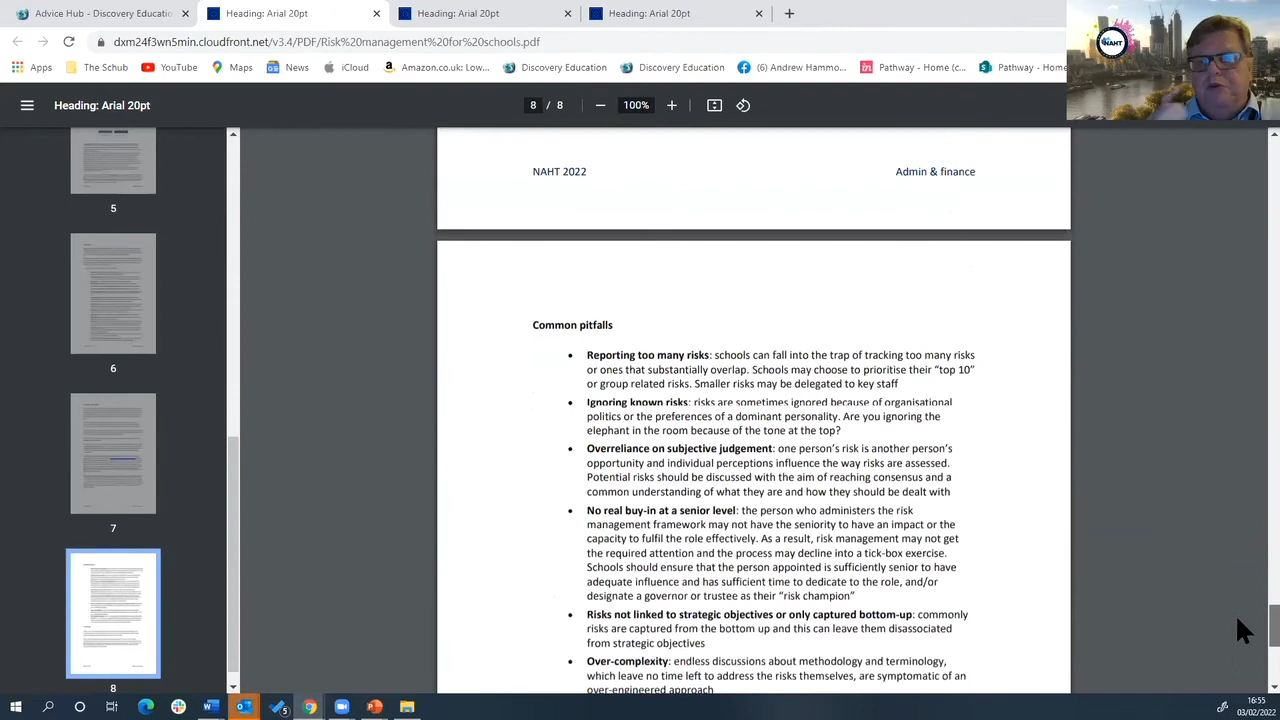 Advice Hub - Discovery Educati
Heading: Arial 20pt
Heading: Arial 20pt
Heading: Arial 20pt
dxm24f3wn5min.cloudfront.net/v3.4/PDF/Risk%20management%20for%20schools.pdf
NAHT
Apps
The Schub
YouTube
Maps
News
iCloud
Amazon.co.uk: Low...
Discovery Education
Discovery Education
(6) Andrew Hammo...
Pathway - Home (c...
Pathway - Home
Heading: Arial 20pt
8 / 8
100%
5
6
7
8
NAHT 2022
Admin & finance
Common pitfalls
• Reporting too many risks: schools can fall into the trap of tracking too many risks
or ones that substantially overlap. Schools may choose to prioritise their “top 10”
or group related risks. Smaller risks may be delegated to key staff
• Ignoring known risks: risks are sometimes ignored because of organisational
politics or the preferences of a dominant personality. Are you ignoring the
elephant in the room because of the tone at the top?
• Overreliance on subjective judgement: one person’s risk is another person’s
opportunity and individual perceptions influence the way risks are assessed.
Potential risks should be discussed with the aim of reaching consensus and a
common understanding of what they are and how they should be dealt with
• No real buy-in at a senior level: the person who administers the risk
management framework may not have the seniority to have an impact or the
capacity to fulfil the role effectively. As a result, risk management may not get
the required attention and the process may decline into a tick-box exercise.
Schools should ensure that the person appointed is sufficiently senior to have
adequate influence and has sufficient time to dedicate to the role, and/or
designate a governor or trustee as their “risk champion”
• Risks not linked to strategic objectives or only captured bottom-up: commonly
risks are captured from the bottom up and this can leave them disassociated
from strategic objectives
• Over-complexity: endless discussions about methodology and terminology,
which leave no time left to address the risks themselves, are symptomatic of an
over-engineered approach
16:55
03/02/2022